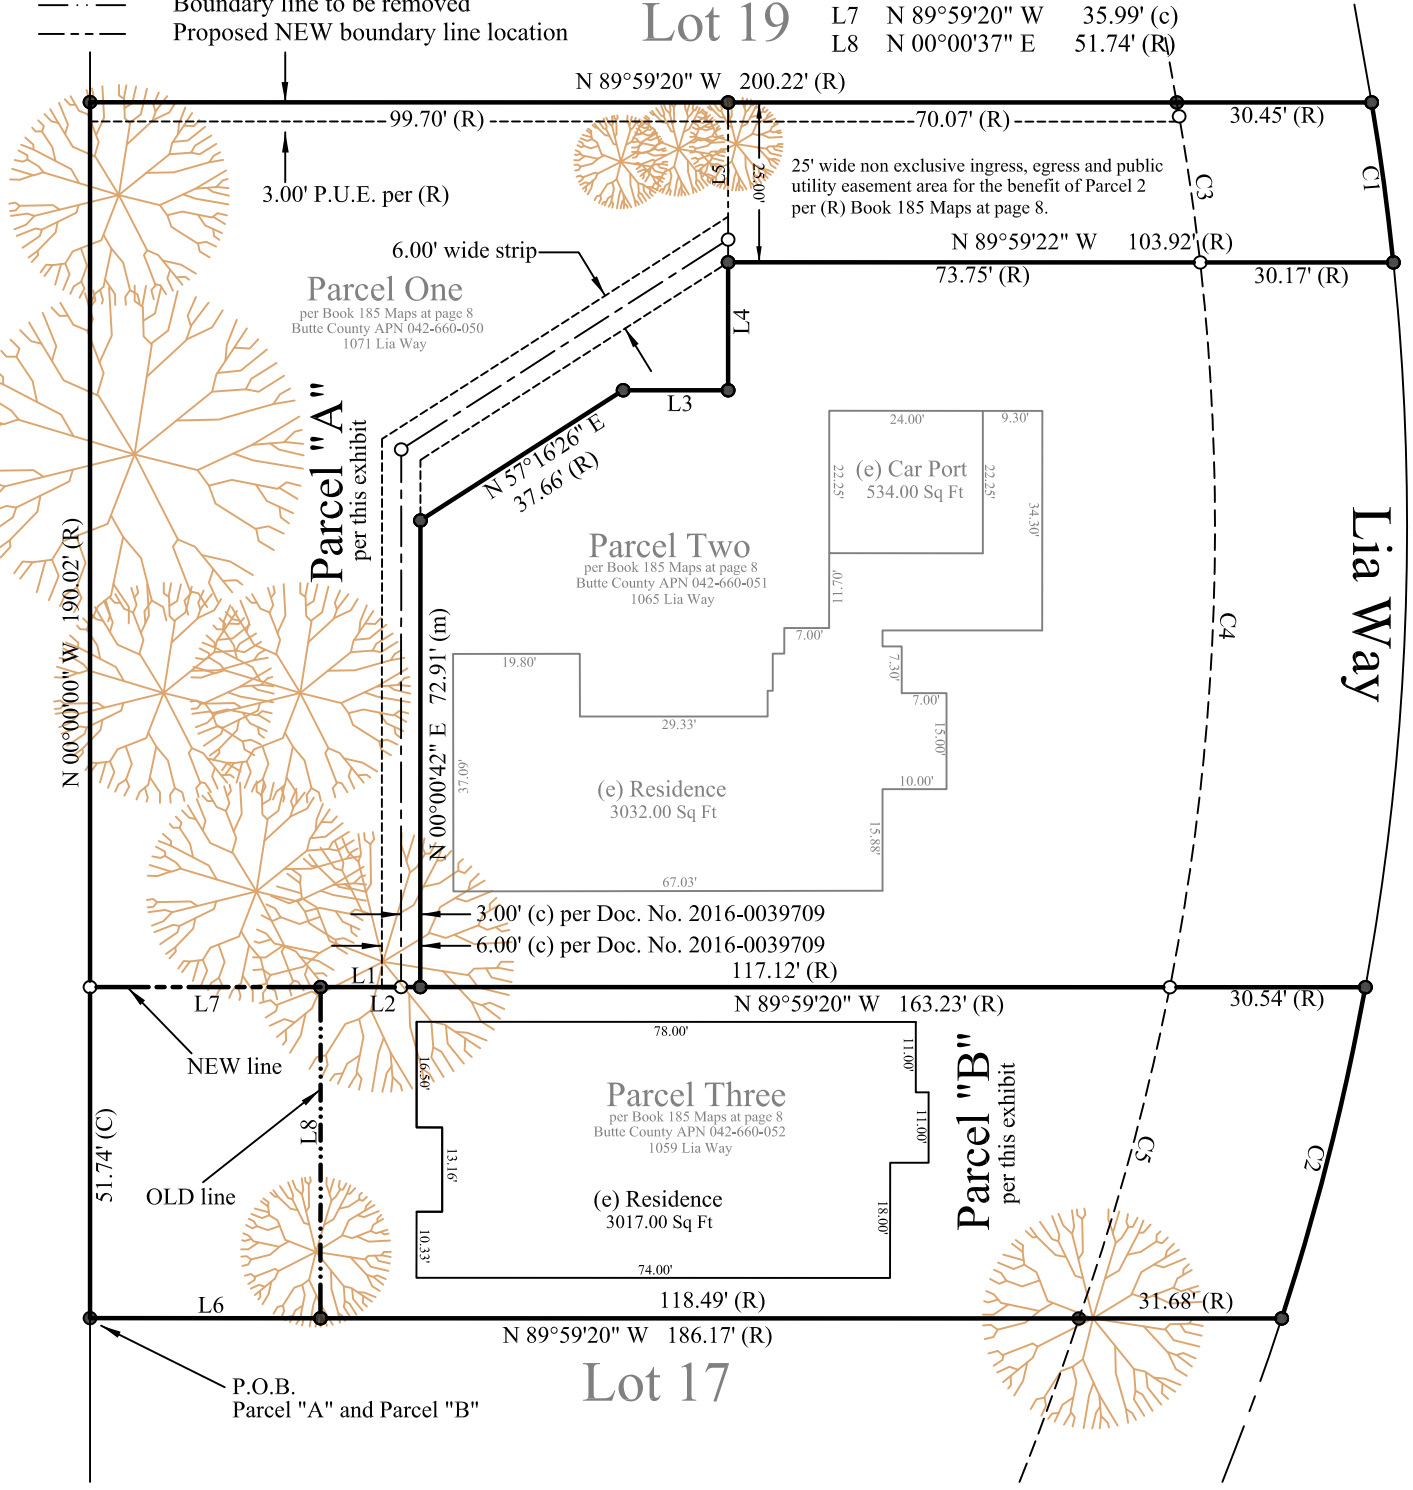 Boundary line to be removed
Proposed NEW boundary line location
Lot 19
L7 N 89°59'20" W 35.99' (c)
L8 N 00°00'37" E 51.74' (R)
N 89°59'20" W 200.22' (R)
99.70' (R)
70.07' (R)
30.45' (R)
3.00' P.U.E. per (R)
L5
25.00'
25' wide non exclusive ingress, egress and public
utility easement area for the benefit of Parcel 2
per (R) Book 185 Maps at page 8.
C3
C1
6.00' wide strip
N 89°59'22" W 103.92' (R)
73.75' (R)
30.17' (R)
Parcel One
per Book 185 Maps at page 8
Butte County APN 042-660-050
1071 Lia Way
L4
L3
Parcel "A"
per this exhibit
N 57°16'26" E
37.66' (R)
24.00'
9.30'
(e) Car Port
534.00 Sq Ft
22.25'
22.25'
34.30'
N 00°00'00" W 190.02' (R)
Parcel Two
per Book 185 Maps at page 8
Butte County APN 042-660-051
1065 Lia Way
11.70'
7.00'
C4
Lia Way
N 00°00'42" E 72.91' (m)
19.80'
29.33'
7.30'
7.00'
15.00'
10.00'
37.09'
(e) Residence
3032.00 Sq Ft
15.88'
67.03'
3.00' (c) per Doc. No. 2016-0039709
6.00' (c) per Doc. No. 2016-0039709
L1
117.12' (R)
L7
L2
N 89°59'20" W 163.23' (R)
30.54' (R)
78.00'
NEW line
16.50'
11.00'
Parcel Three
per Book 185 Maps at page 8
Butte County APN 042-660-052
1059 Lia Way
11.00'
Parcel "B"
per this exhibit
51.74' (C)
L8
13.16'
C5
C2
OLD line
(e) Residence
3017.00 Sq Ft
10.33'
18.00'
74.00'
L6
118.49' (R)
31.68' (R)
N 89°59'20" W 186.17' (R)
Lot 17
P.O.B.
Parcel "A" and Parcel "B"